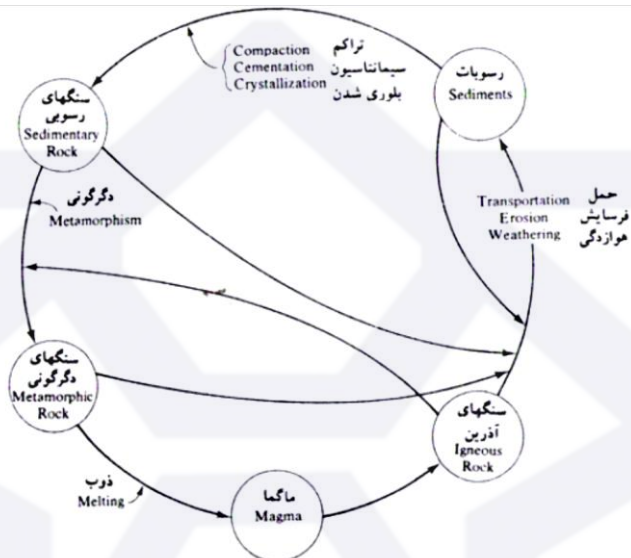 Compaction تراکم
Cementation سیمانتاسیون
Crystallization بلوری شدن
رسوبات
Sediments
سنگهای
رسوبی
Sedimentary
Rock
دگرگونی
Metamorphism
Transportation حمل
Erosion فرسایش
Weathering هوازدگی
سنگهای
دگرگونی
Metamorphic
Rock
سنگهای
آذرین
Igneous
Rock
ذوب
Melting
ماگما
Magma